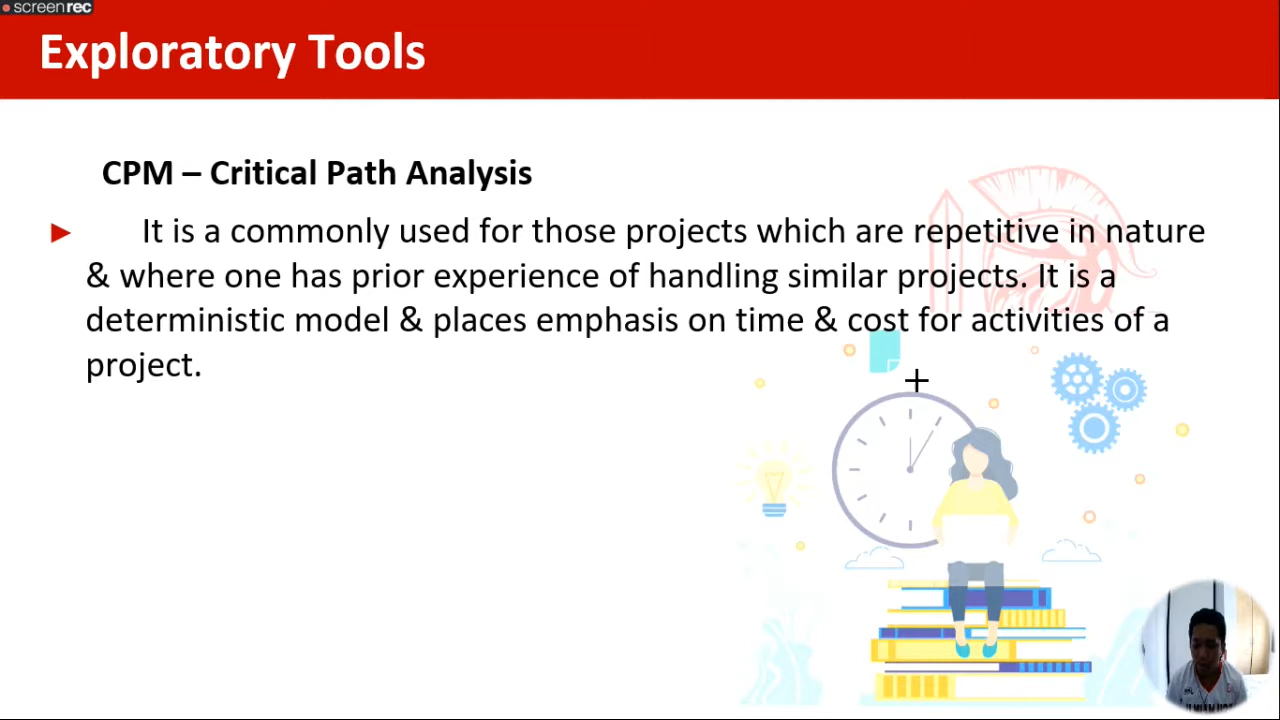 screenrec
Exploratory Tools
CPM – Critical Path Analysis
It is a commonly used for those projects which are repetitive in nature
& where one has prior experience of handling similar projects. It is a
deterministic model & places emphasis on time & cost for activities of a
project.